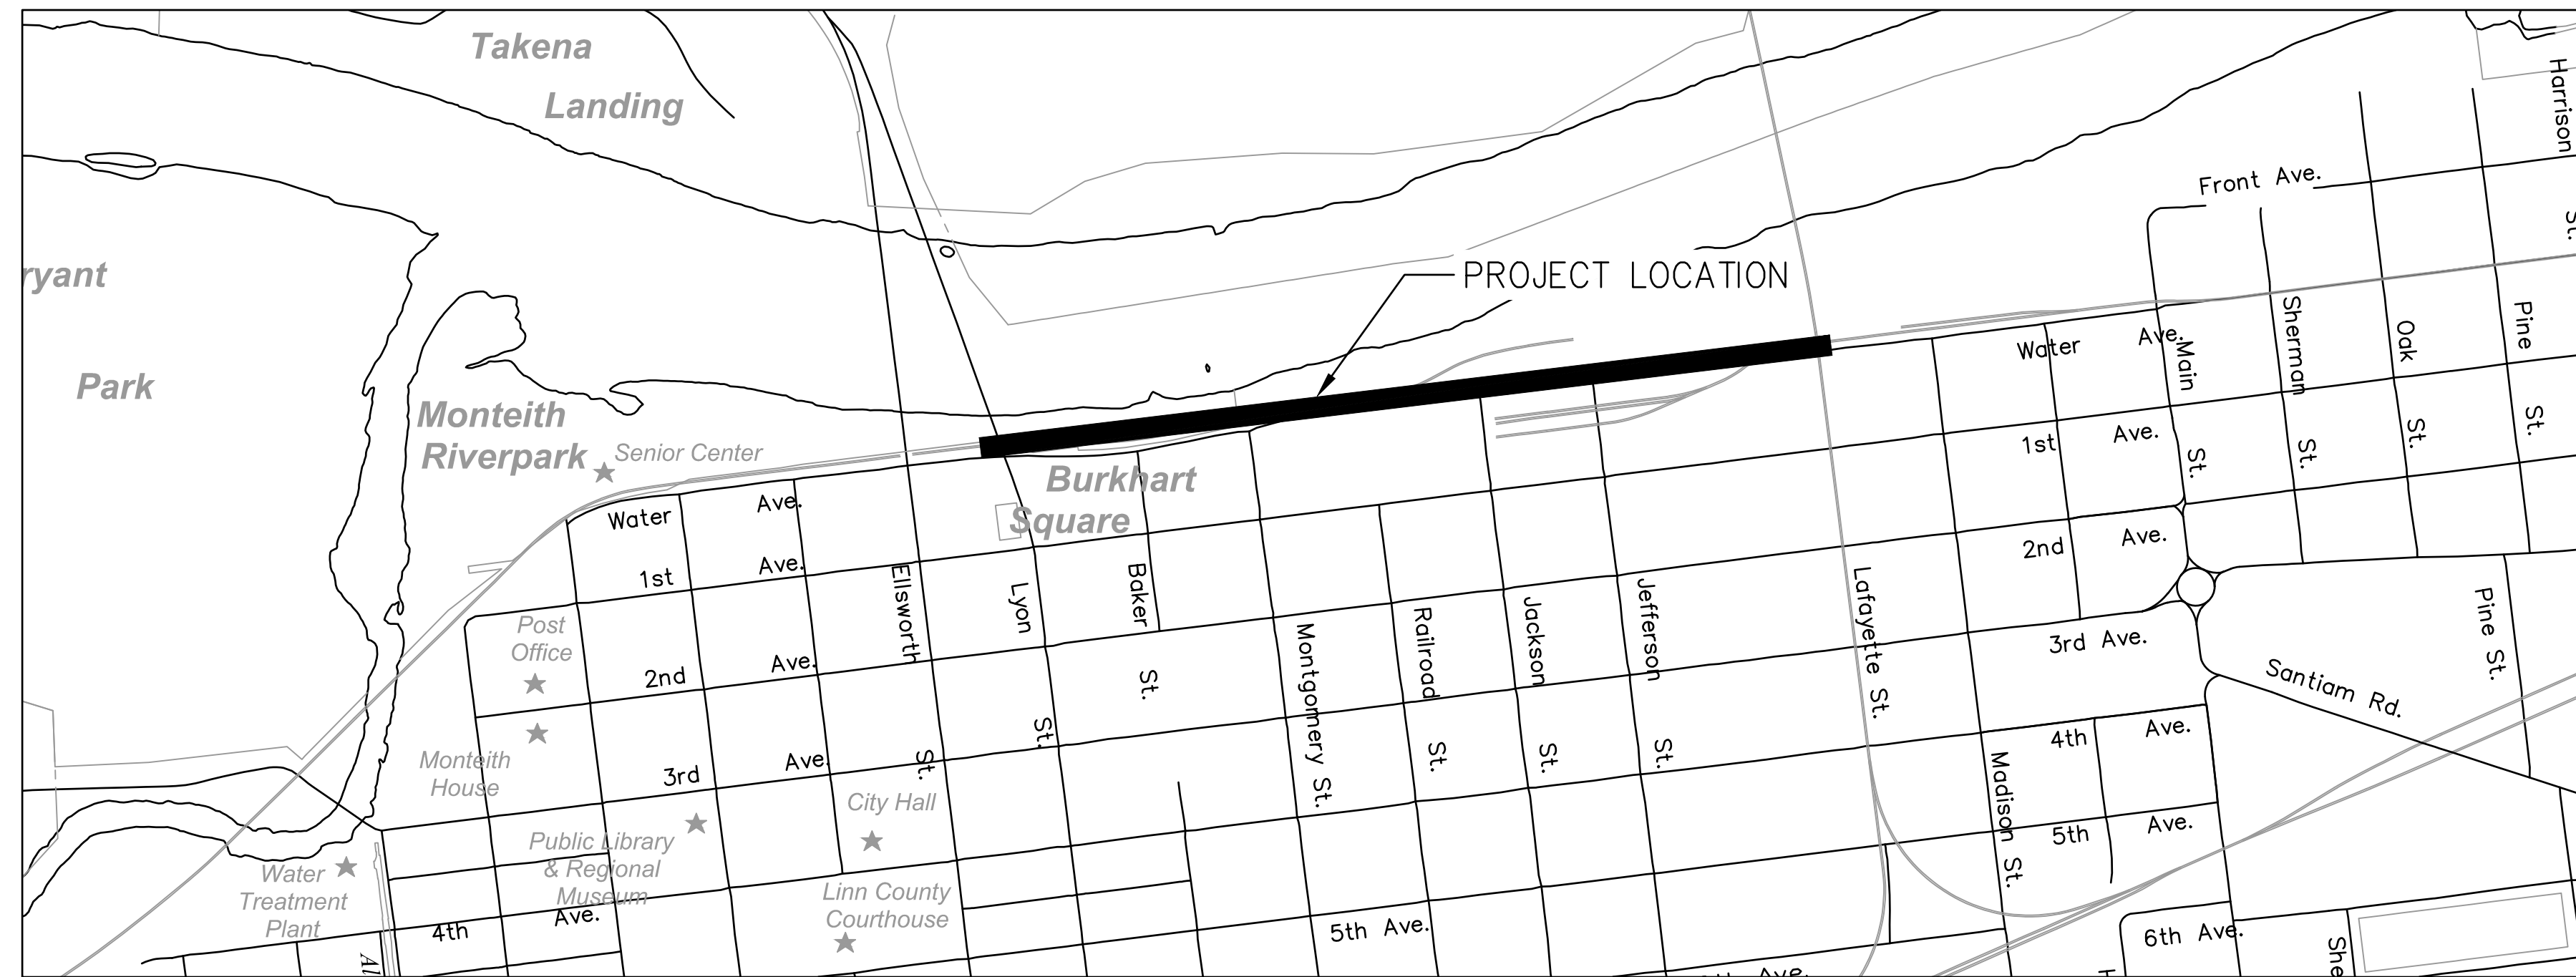 Takena
Landing
Harrison
St.
Front Ave.
ryant
Park
PROJECT LOCATION
Monteith
Riverpark
Senior Center
Water Ave.
Main
St.
Sherman
St.
Oak
St.
Pine
St.
1st Ave.
2nd Ave.
3rd Ave.
Burkhart
Square
Water Ave.
1st Ave.
2nd Ave.
3rd Ave.
Ellsworth
St.
Lyon
St.
Baker
St.
Montgomery St.
Railroad
St.
Jackson
St.
Jefferson
St.
Lafayette St.
Madison St.
Pine St.
Santiam Rd.
4th Ave.
5th Ave.
6th Ave.
Post
Office
Monteith
House
City Hall
Public Library
& Regional
Museum
Water
Treatment
Plant
Linn County
Courthouse
4th Ave.
5th Ave.
Ave.
She
Al